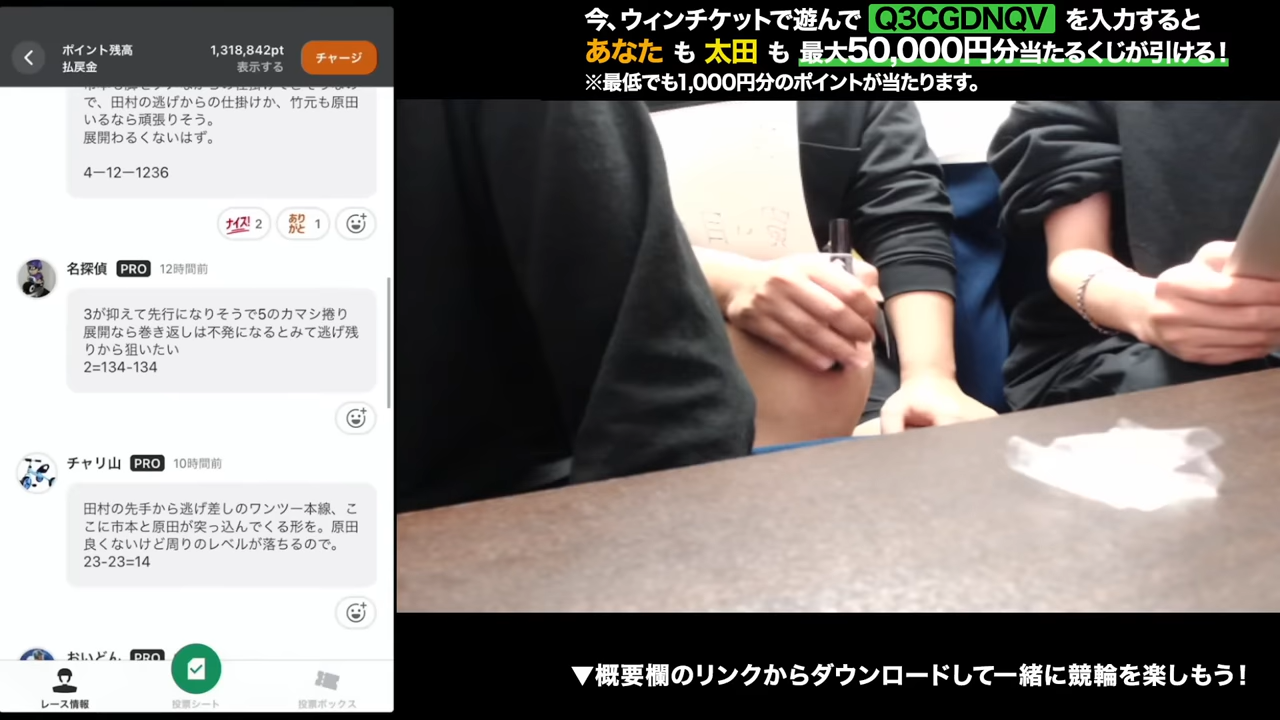 今、ウィンチケットで遊んで Q3CGDNQV を入力すると
あなた も 太田 も 最大50,000円分当たるくじが引ける!
※最低でも1,000円分のポイントが当たります。
ポイント残高 1,318,842pt
払戻金 表示する
チャージ
で、田村の逃げからの仕掛けか、竹元も原田
いるなら頑張りそう。
展開わるくないはず。
4ー12ー1236
ナイス! 2
ありがと 1
名探偵 PRO 12時間前
3が抑えて先行になりそうで5のカマシ捲り
展開なら巻き返しは不発になるとみて逃げ残
りから狙いたい
2=134-134
チャリ山 PRO 10時間前
田村の先手から逃げ差しのワンツー本線、こ
こに市本と原田が突っ込んでくる形を。原田
良くないけど周りのレベルが落ちるので。
23-23=14
おいどん PRO
レース情報
投票シート
投票ボックス
▼概要欄のリンクからダウンロードして一緒に競輪を楽しもう!